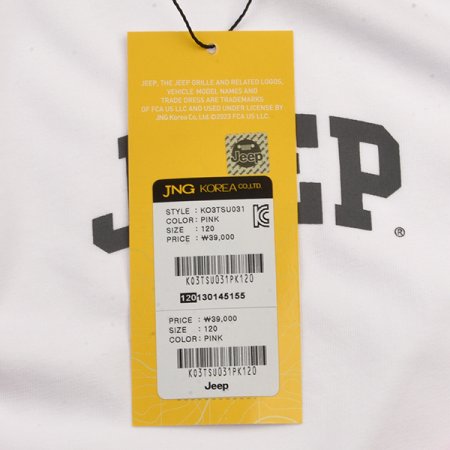 JEEP, THE JEEP GRILLE AND RELATED LOGOS,
VEHICLE MODEL NAMES AND
TRADE DRESS ARE TRADEMARKS
OF FCA US LLC AND USED UNDER LICENSE BY
JNG Korea Co., Ltd. ©2023 FCA US LLC.
Jeep
JEEP®
JNG KOREA CO.,LTD.
STYLE : KO3TSU031
COLOR: PINK
SIZE : 120
PRICE : ₩39,000
K03TSU031PK120
120130145155
PRICE : ₩39,000
SIZE : 120
COLOR: PINK
K03TSU031PK120
Jeep